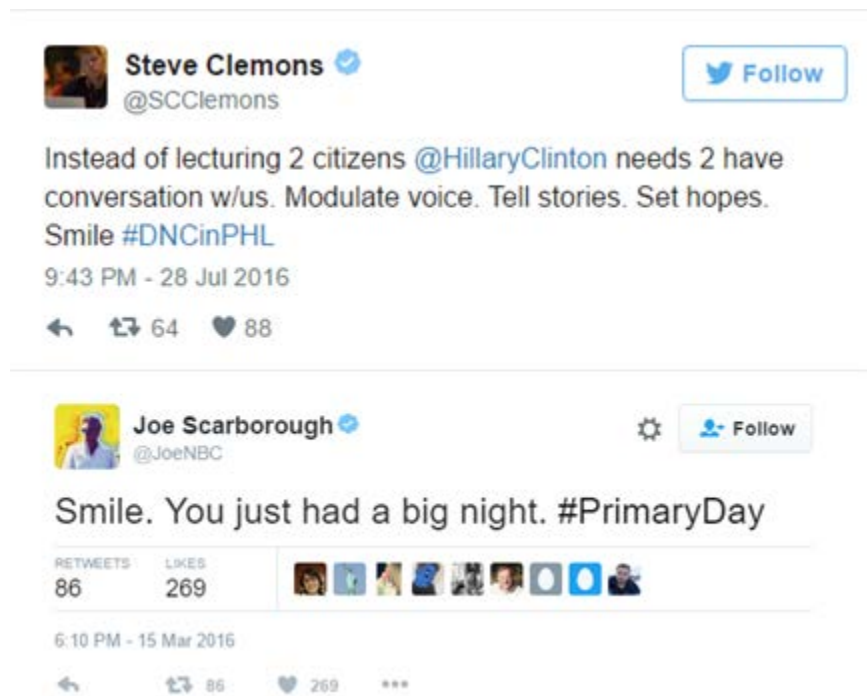 Steve Clemons
Follow
@SCClemons
Instead of lecturing 2 citizens @HillaryClinton needs 2 have
conversation w/us. Modulate voice. Tell stories. Set hopes.
Smile #DNCinPHL
9:43 PM - 28 Jul 2016
64 88
Joe Scarborough
Follow
@JoeNBC
Smile. You just had a big night. #PrimaryDay
RETWEETS LIKES
86 269
6:10 PM - 15 Mar 2016
86 269